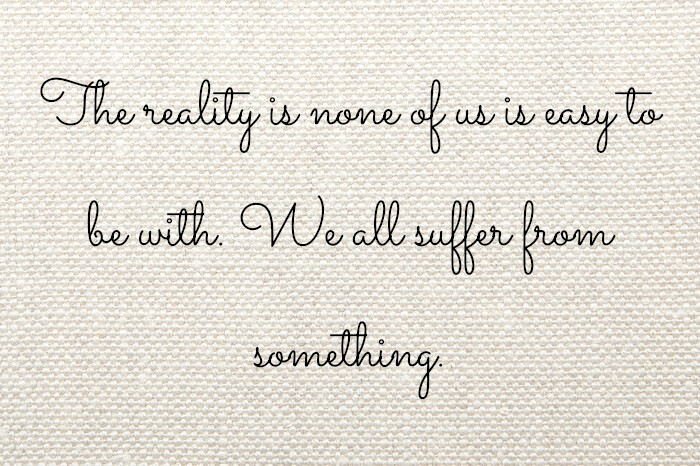 The reality is none of us is easy to
be with. We all suffer from
something.